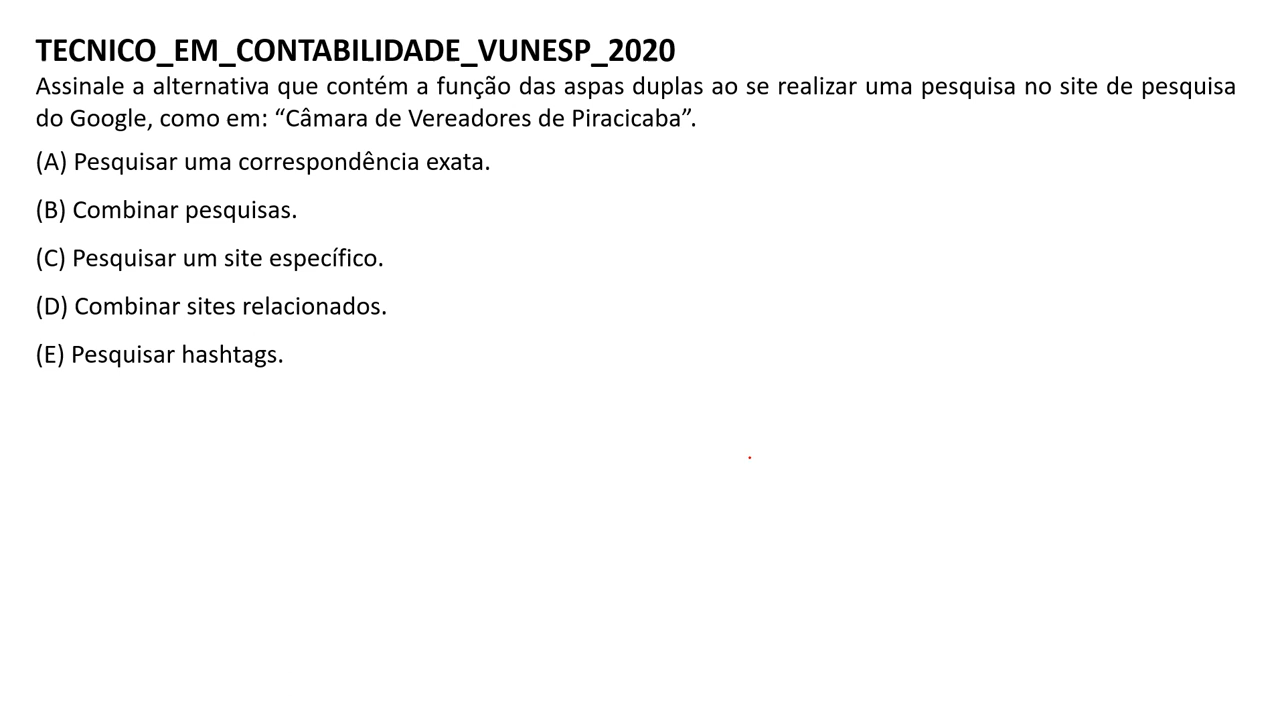 TECNICO_EM_CONTABILIDADE_VUNESP_2020
Assinale a alternativa que contém a função das aspas duplas ao se realizar uma pesquisa no site de pesquisa
do Google, como em: “Câmara de Vereadores de Piracicaba”.
(A) Pesquisar uma correspondência exata.
(B) Combinar pesquisas.
(C) Pesquisar um site específico.
(D) Combinar sites relacionados.
(E) Pesquisar hashtags.